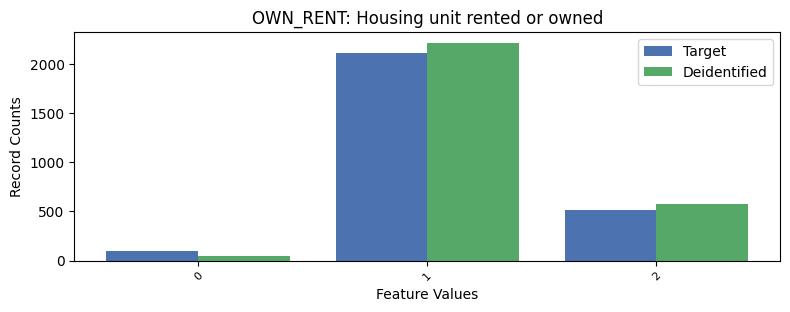 OWN_RENT: Housing unit rented or owned
Target
Deidentified
Record Counts
2000
1500
1000
500
0
0
1
2
Feature Values